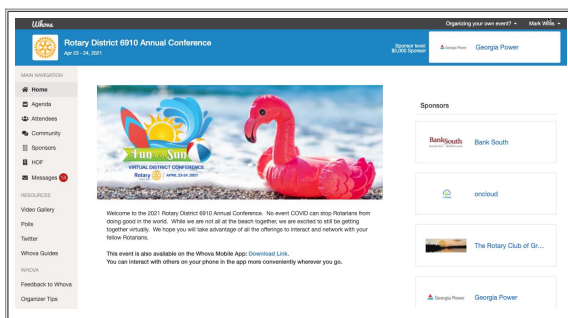 Whova
Organizing your own event?
Mark Wills
Rotary District 6910 Annual Conference
Apr 23 - 24, 2021
Sponsor level:
$5,000 Sponsor
Georgia Power
Georgia Power
MAIN NAVIGATION
Home
Agenda
Attendees
Community
Sponsors
HOF
Messages
RESOURCES
Video Gallery
Polls
Twitter
Whova Guides
WHOVA
Feedback to Whova
Organizer Tips
Fun in the Sun
VIRTUAL DISTRICT CONFERENCE
Rotary
APRIL 23-24, 2021
Welcome to the 2021 Rotary District 6910 Annual Conference. No event COVID can stop Rotarians from
doing good in the world. While we are not all at the beach together, we are excited to still be getting
together virtually. We hope you will take advantage of all the offerings to interact and network with your
fellow Rotarians.
This event is also available on the Whova Mobile App: Download Link.
You can interact with others on your phone in the app more conveniently wherever you go.
Sponsors
BankSouth
Bank South
oncloud
The Rotary Club of Gr...
Georgia Power
Georgia Power